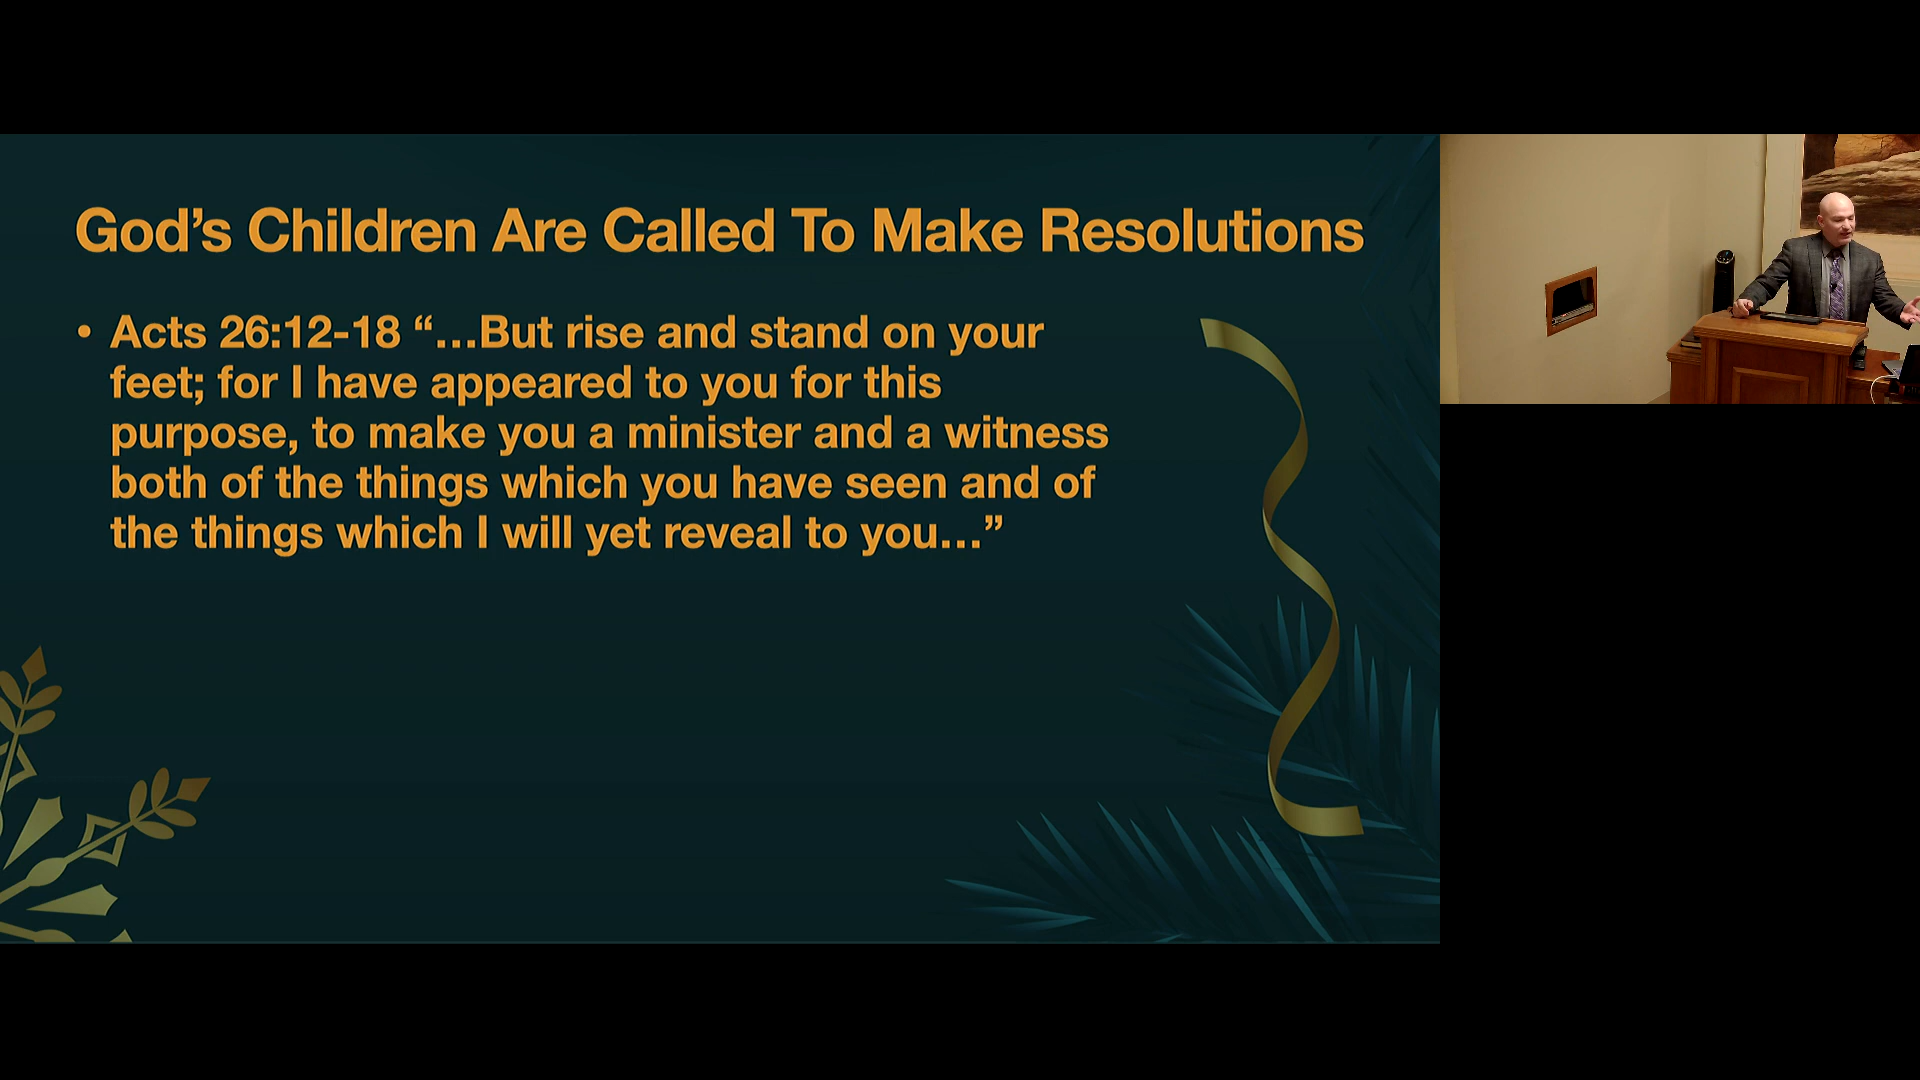 God’s Children Are Called To Make Resolutions
• Acts 26:12-18 “…But rise and stand on your
feet; for I have appeared to you for this
purpose, to make you a minister and a witness
both of the things which you have seen and of
the things which I will yet reveal to you…”